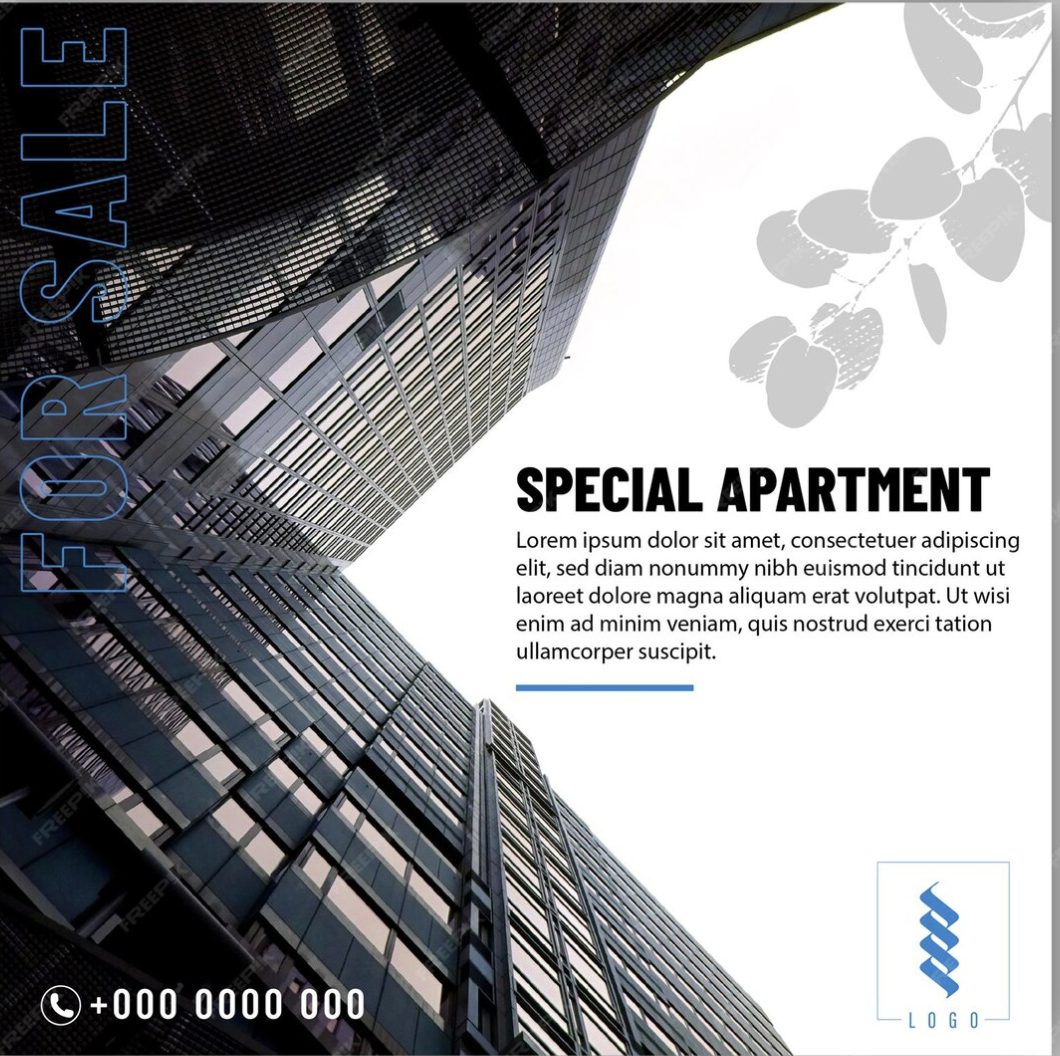 FOR SALE
SPECIAL APARTMENT
Lorem ipsum dolor sit amet, consectetuer adipiscing
elit, sed diam nonummy nibh euismod tincidunt ut
laoreet dolore magna aliquam erat volutpat. Ut wisi
enim ad minim veniam, quis nostrud exerci tation
ullamcorper suscipit.
+000 0000 000
LOGO
FREEPIK